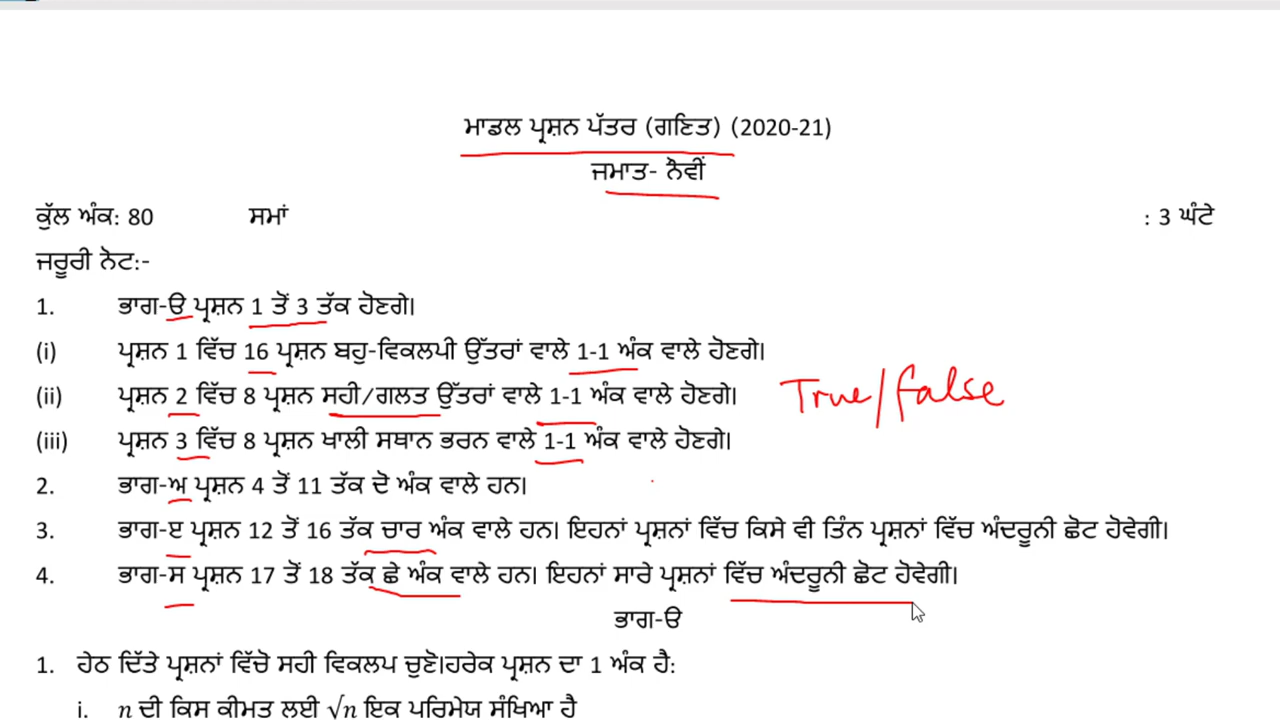 ਮਾਡਲ ਪ੍ਰਸ਼ਨ ਪੱਤਰ (ਗਣਿਤ) (2020-21)
ਜਮਾਤ- ਨੌਵੀਂ
ਕੁੱਲ ਅੰਕ: 80 ਸਮਾਂ : 3 ਘੰਟੇ
ਜਰੂਰੀ ਨੋਟ:-
1. ਭਾਗ-ੳ ਪ੍ਰਸ਼ਨ 1 ਤੋਂ 3 ਤੱਕ ਹੋਣਗੇ।
(i) ਪ੍ਰਸ਼ਨ 1 ਵਿੱਚ 16 ਪ੍ਰਸ਼ਨ ਬਹੁ-ਵਿਕਲਪੀ ਉੱਤਰਾਂ ਵਾਲੇ 1-1 ਅੰਕ ਵਾਲੇ ਹੋਣਗੇ।
(ii) ਪ੍ਰਸ਼ਨ 2 ਵਿੱਚ 8 ਪ੍ਰਸ਼ਨ ਸਹੀ/ਗਲਤ ਉੱਤਰਾਂ ਵਾਲੇ 1-1 ਅੰਕ ਵਾਲੇ ਹੋਣਗੇ। True/false
(iii) ਪ੍ਰਸ਼ਨ 3 ਵਿੱਚ 8 ਪ੍ਰਸ਼ਨ ਖਾਲੀ ਸਥਾਨ ਭਰਨ ਵਾਲੇ 1-1 ਅੰਕ ਵਾਲੇ ਹੋਣਗੇ।
2. ਭਾਗ-ਅ ਪ੍ਰਸ਼ਨ 4 ਤੋਂ 11 ਤੱਕ ਦੋ ਅੰਕ ਵਾਲੇ ਹਨ।
3. ਭਾਗ-ੲ ਪ੍ਰਸ਼ਨ 12 ਤੋਂ 16 ਤੱਕ ਚਾਰ ਅੰਕ ਵਾਲੇ ਹਨ। ਇਹਨਾਂ ਪ੍ਰਸ਼ਨਾਂ ਵਿੱਚ ਕਿਸੇ ਵੀ ਤਿੰਨ ਪ੍ਰਸ਼ਨਾਂ ਵਿੱਚ ਅੰਦਰੂਨੀ ਛੋਟ ਹੋਵੇਗੀ।
4. ਭਾਗ-ਸ ਪ੍ਰਸ਼ਨ 17 ਤੋਂ 18 ਤੱਕ ਛੇ ਅੰਕ ਵਾਲੇ ਹਨ। ਇਹਨਾਂ ਸਾਰੇ ਪ੍ਰਸ਼ਨਾਂ ਵਿੱਚ ਅੰਦਰੂਨੀ ਛੋਟ ਹੋਵੇਗੀ।
ਭਾਗ-ੳ
1. ਹੇਠ ਦਿੱਤੇ ਪ੍ਰਸ਼ਨਾਂ ਵਿੱਚੋ ਸਹੀ ਵਿਕਲਪ ਚੁਣੋ।ਹਰੇਕ ਪ੍ਰਸ਼ਨ ਦਾ 1 ਅੰਕ ਹੈ:
i. n ਦੀ ਕਿਸ ਕੀਮਤ ਲਈ √n ਇਕ ਪਰਿਮੇਯ ਸੰਖਿਆ ਹੈ